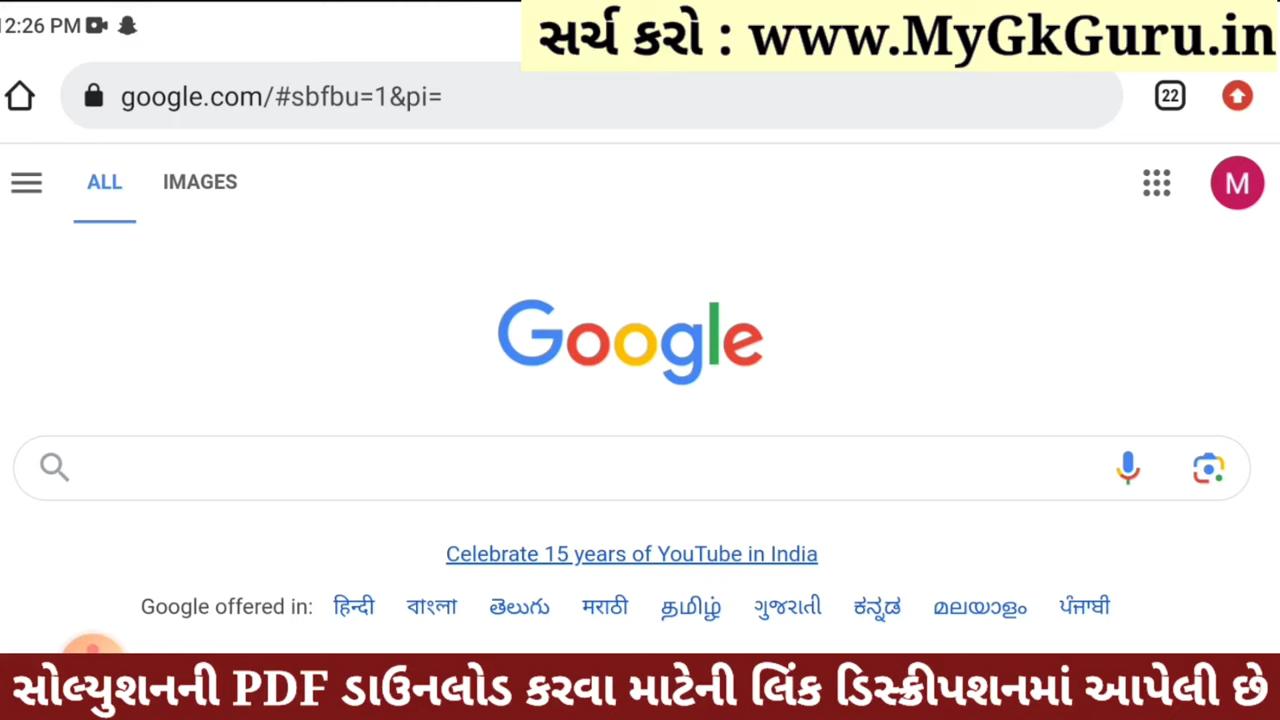 12:26 PM
સર્ચ કરો : www.MyGkGuru.in
google.com/#sbfbu=1&pi=
22
ALL IMAGES
M
Google
Celebrate 15 years of YouTube in India
Google offered in: हिन्दी বাংলা తెలుగు मराठी தமிழ் ગુજરાતી ಕನ್ನಡ മലയാളം ਪੰਜਾਬੀ
સોલ્યુશનની PDF ડાઉનલોડ કરવા માટેની લિંક ડિસ્ક્રીપશનમાં આપેલી છે